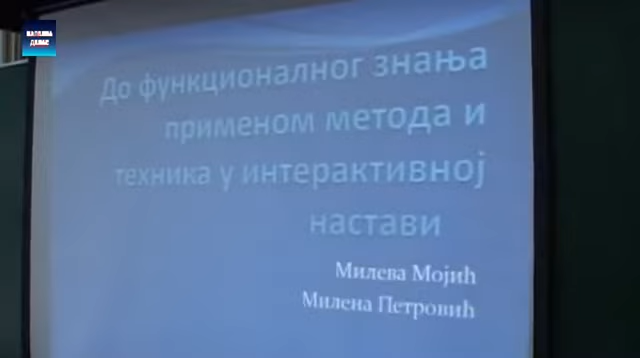 До функционалног знања
применом метода и
техника у интерактивној
настави
Милева Мојић
Милена Петровић